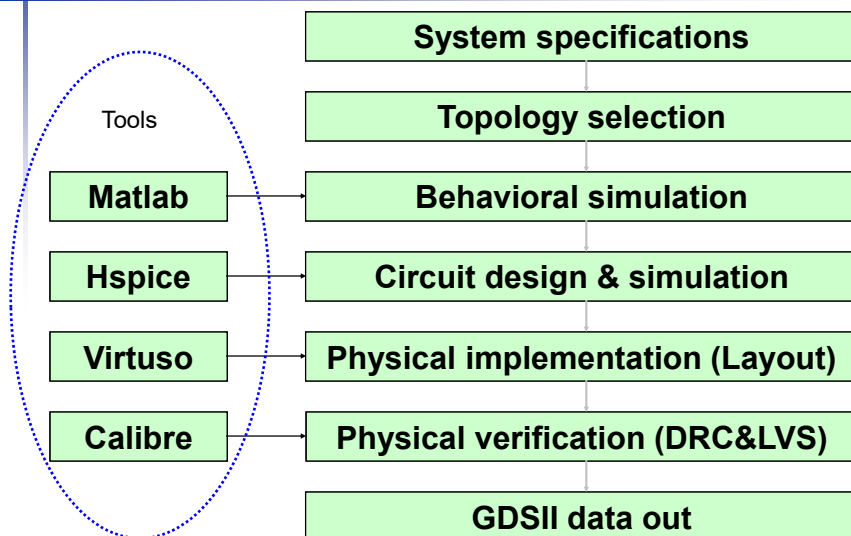 System specifications
Tools
Topology selection
Matlab
Behavioral simulation
Hspice
Circuit design & simulation
Virtuso
Physical implementation (Layout)
Calibre
Physical verification (DRC&LVS)
GDSII data out